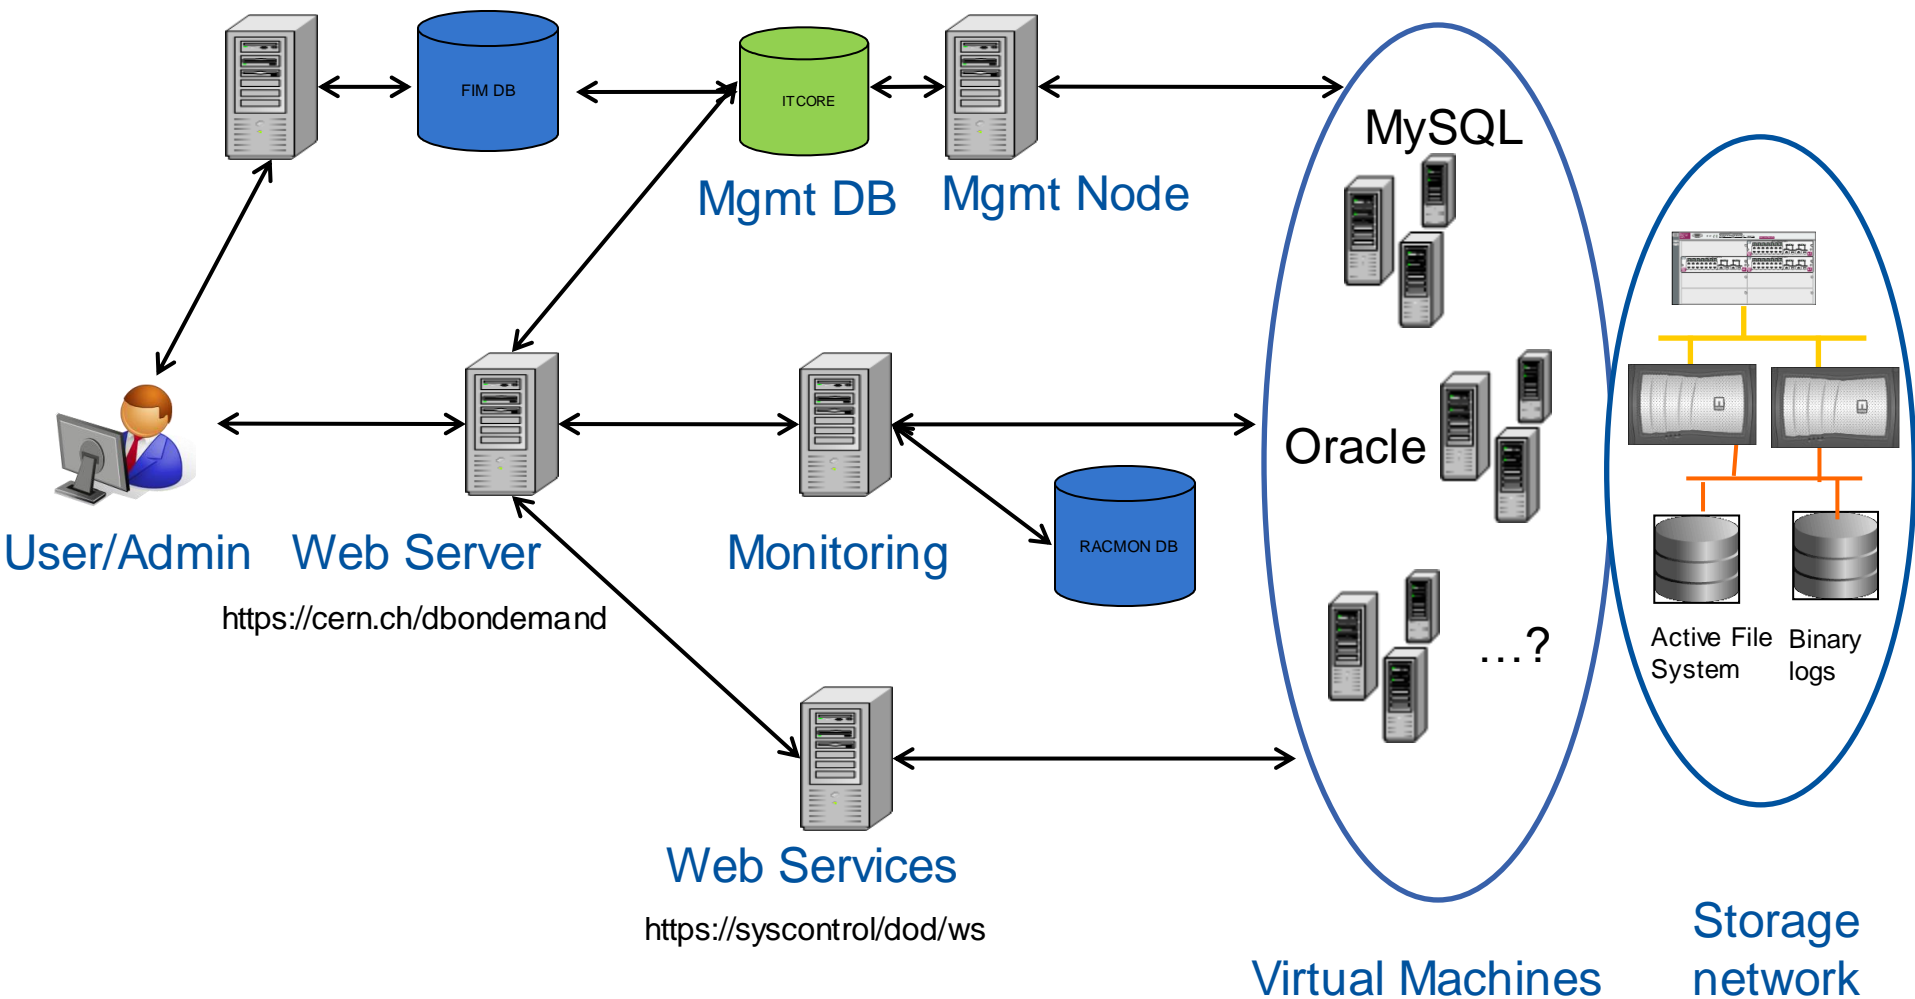 FIM DB
ITCORE
Mgmt DB
Mgmt Node
MySQL
Oracle
User/Admin
Web Server
Monitoring
RACMON DB
https://cern.ch/dbondemand
…?
Active File
System
Binary
logs
Web Services
https://syscontrol/dod/ws
Virtual Machines
Storage
network